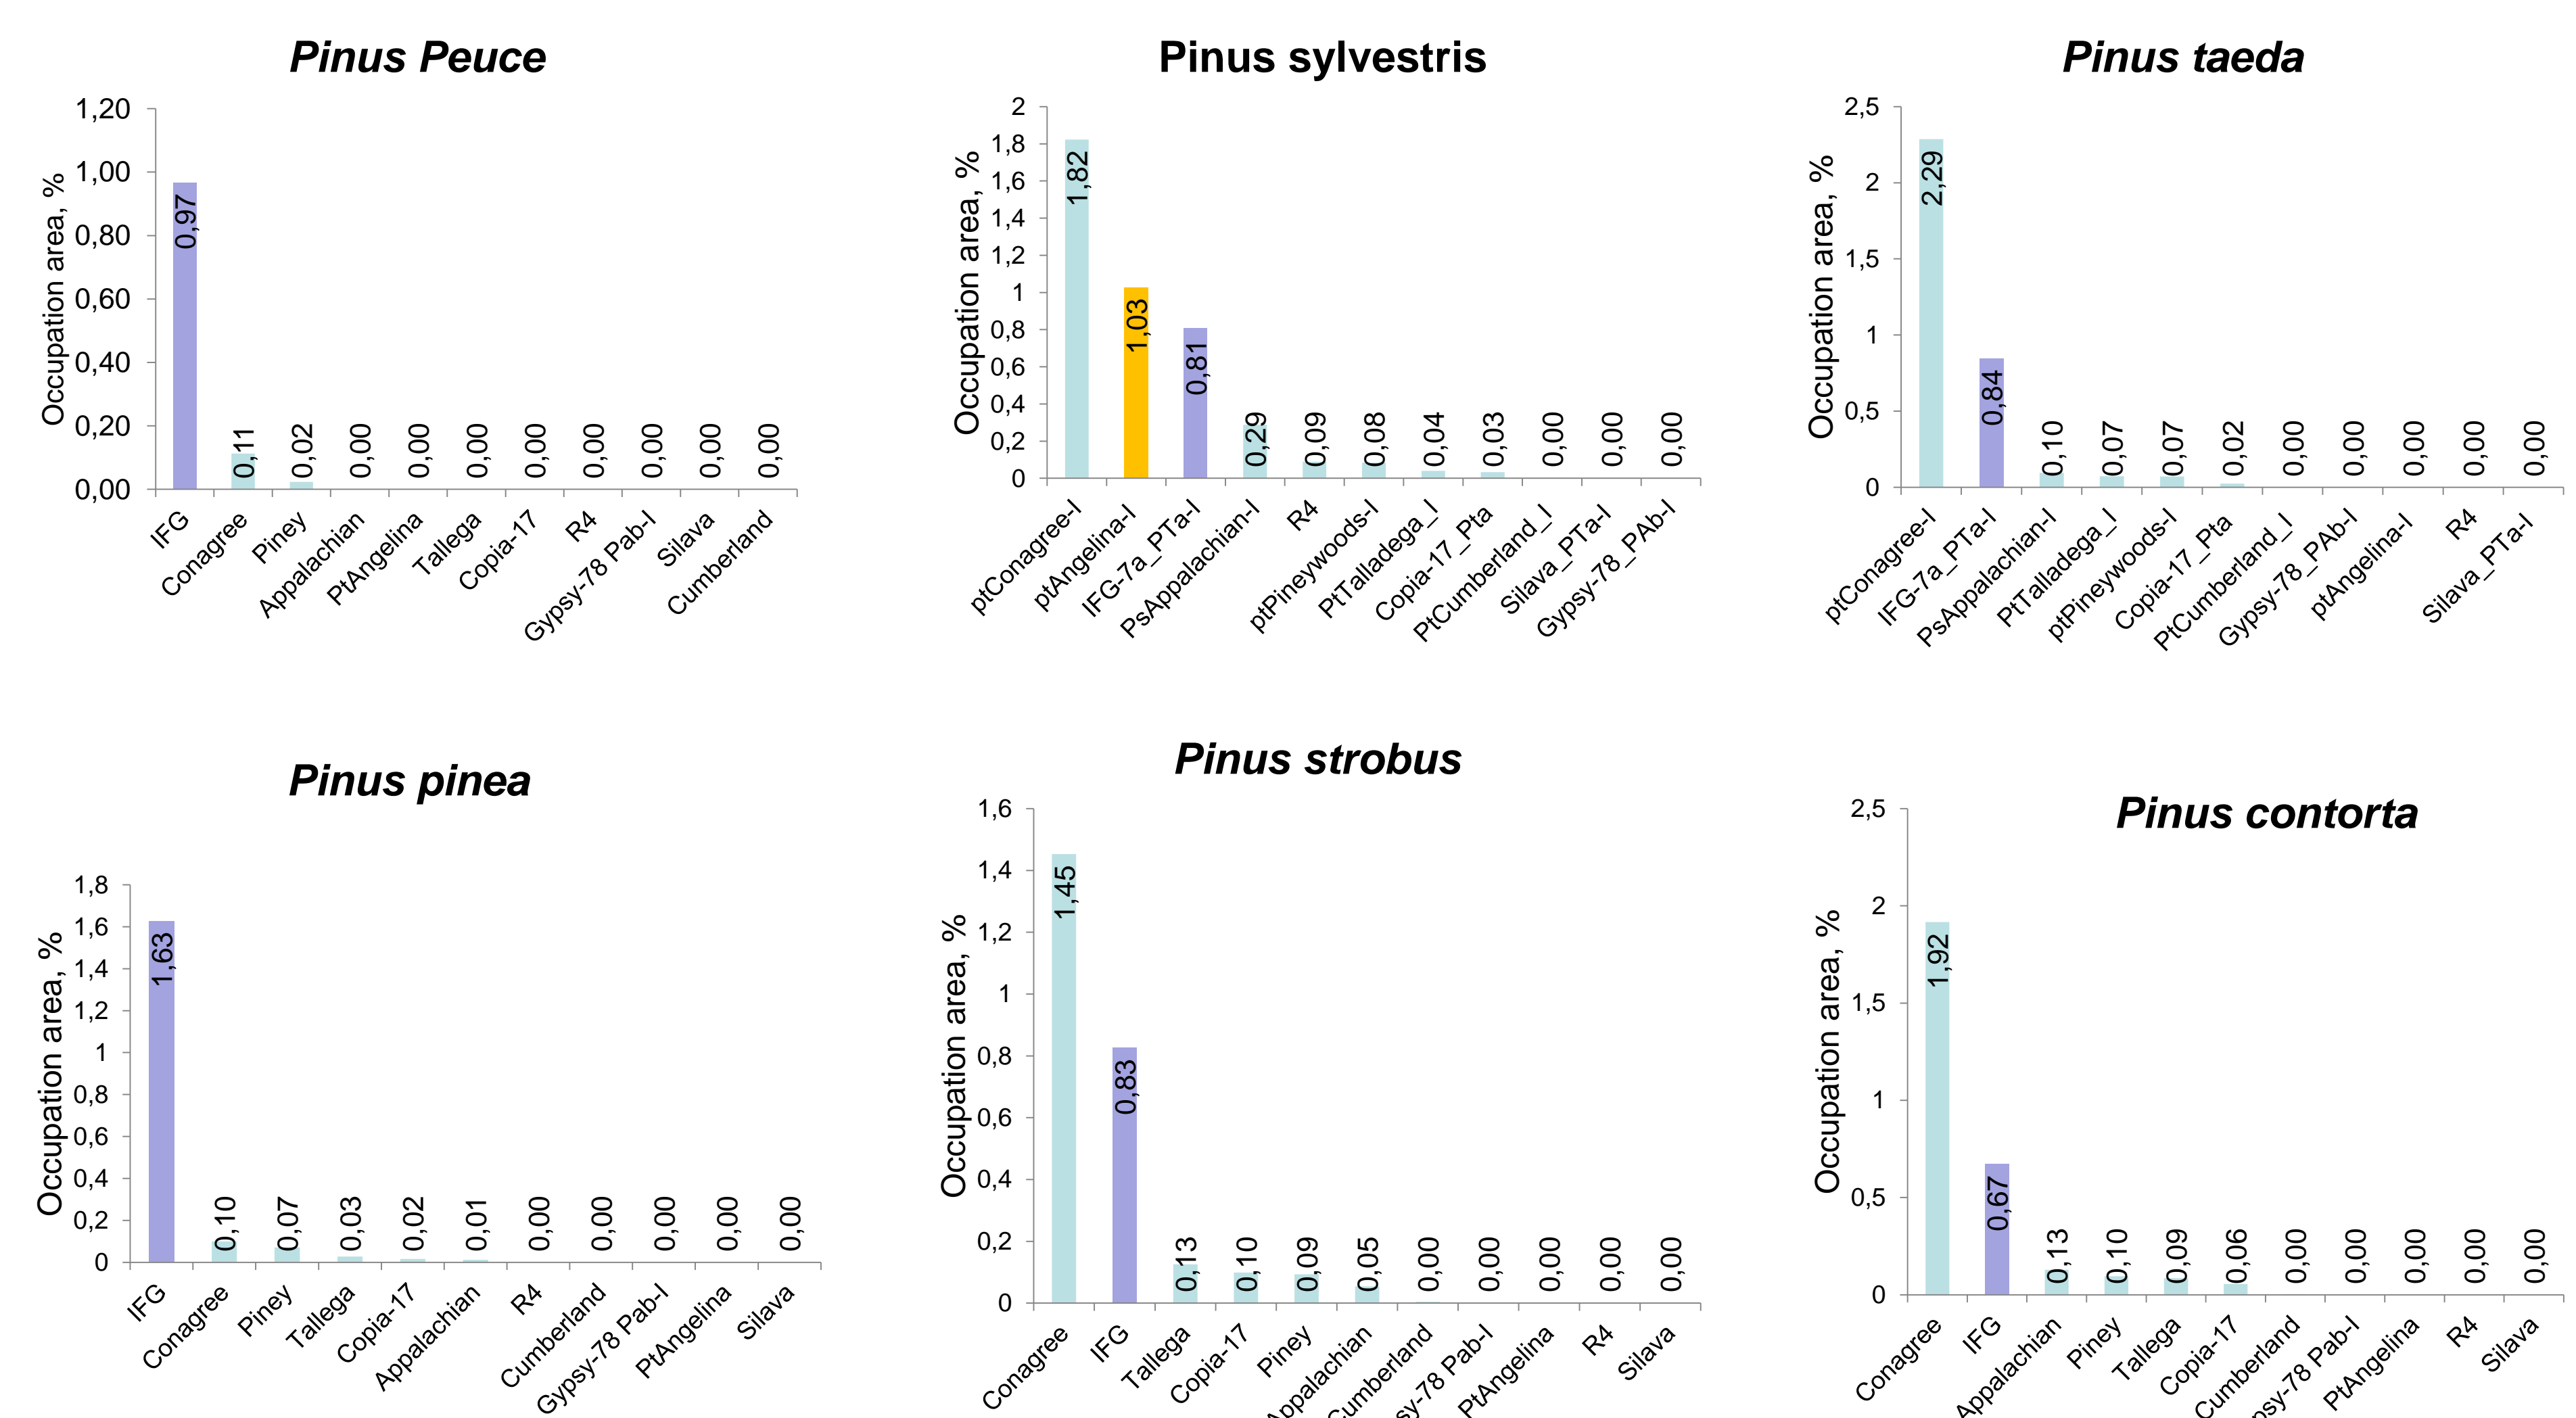 Pinus Peuce
Occupation area, %
1,20
1,00
0,80
0,60
0,40
0,20
0,00
0,97
0,11
0,02
0,00
0,00
0,00
0,00
0,00
0,00
0,00
0,00
IFG
Conagree
Piney
Appalachian
PtAngelina
Tallega
Copia-17
R4
Gypsy-78 Pab-I
Silava
Cumberland
Pinus sylvestris
Occupation area, %
2
1,8
1,6
1,4
1,2
1
0,8
0,6
0,4
0,2
0
1,82
1,03
0,81
0,29
0,09
0,08
0,04
0,03
0,00
0,00
0,00
ptConagree-I
ptAngelina-I
IFG-7a_PTa-I
PsAppalachian-I
R4
ptPineywoods-I
PtTalladega_I
Copia-17_Pta
PtCumberland_I
Silava_PTa-I
Gypsy-78_PAb-I
Pinus taeda
Occupation area, %
2,5
2
1,5
1
0,5
0
2,29
0,84
0,10
0,07
0,07
0,02
0,00
0,00
0,00
0,00
0,00
ptConagree-I
IFG-7a_PTa-I
PsAppalachian-I
PtTalladega_I
ptPineywoods-I
Copia-17_Pta
PtCumberland_I
Gypsy-78_PAb-I
ptAngelina-I
R4
Silava_PTa-I
Pinus pinea
Occupation area, %
1,8
1,6
1,4
1,2
1
0,8
0,6
0,4
0,2
0
1,63
0,10
0,07
0,03
0,02
0,01
0,00
0,00
0,00
0,00
0,00
IFG
Conagree
Piney
Tallega
Copia-17
Appalachian
R4
Cumberland
Gypsy-78 Pab-I
PtAngelina
Silava
Pinus strobus
Occupation area, %
1,6
1,4
1,2
1
0,8
0,6
0,4
0,2
0
1,45
0,83
0,13
0,10
0,09
0,05
0,00
0,00
0,00
0,00
0,00
Conagree
IFG
Tallega
Copia-17
Piney
Appalachian
Cumberland
sy-78 Pab-I
PtAngelina
R4
Silava
Pinus contorta
Occupation area, %
2,5
2
1,5
1
0,5
0
1,92
0,67
0,13
0,10
0,09
0,06
0,00
0,00
0,00
0,00
0,00
Conagree
IFG
Appalachian
Piney
Tallega
Copia-17
Cumberland
psy-78 Pab-I
PtAngelina
R4
Silava